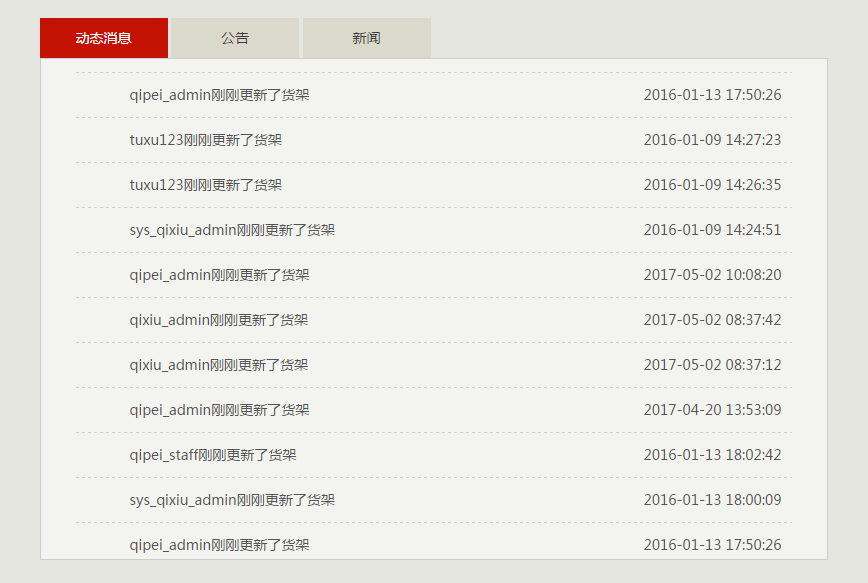 动态消息 公告 新闻
qipei_admin刚刚更新了货架 2016-01-13 17:50:26
tuxu123刚刚更新了货架 2016-01-09 14:27:23
tuxu123刚刚更新了货架 2016-01-09 14:26:35
sys_qixiu_admin刚刚更新了货架 2016-01-09 14:24:51
qipei_admin刚刚更新了货架 2017-05-02 10:08:20
qixiu_admin刚刚更新了货架 2017-05-02 08:37:42
qixiu_admin刚刚更新了货架 2017-05-02 08:37:12
qipei_admin刚刚更新了货架 2017-04-20 13:53:09
qipei_staff刚刚更新了货架 2016-01-13 18:02:42
sys_qixiu_admin刚刚更新了货架 2016-01-13 18:00:09
qipei_admin刚刚更新了货架 2016-01-13 17:50:26